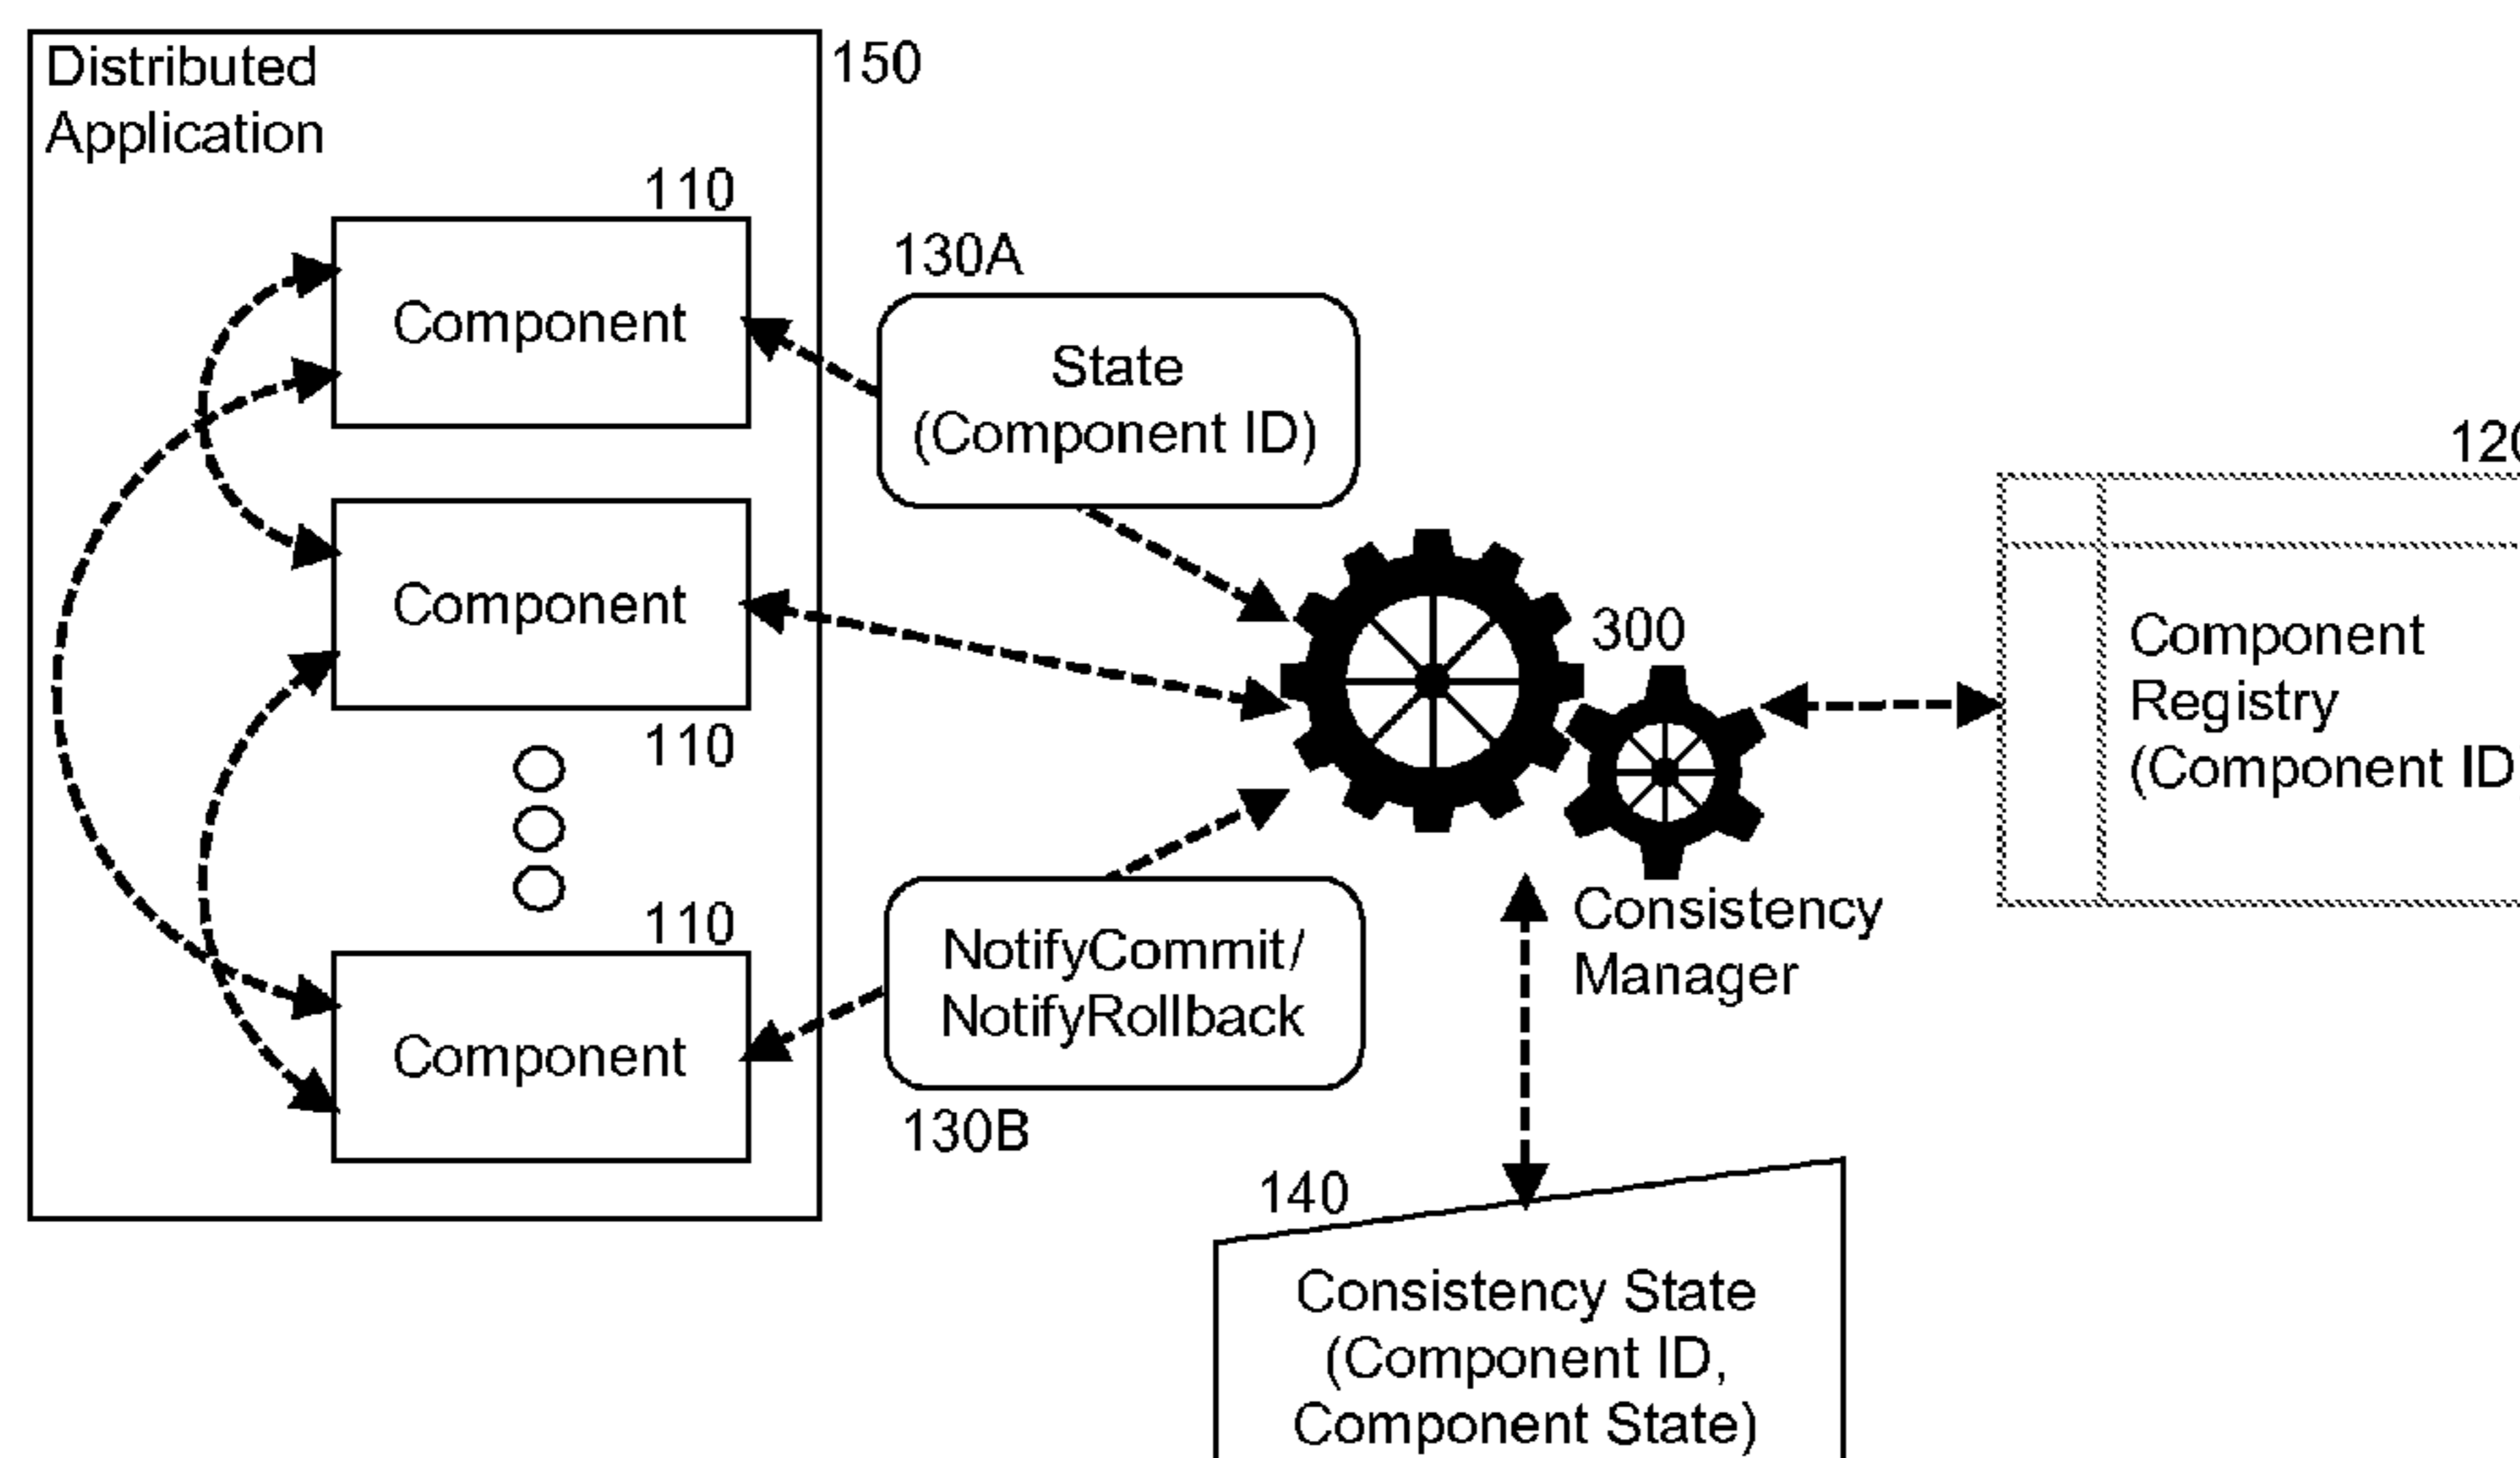 Distributed
Application
150
110
Component
130A
State
(Component ID)
Component
110
300
Component
Registry
(Component ID
110
Component
NotifyCommit/
NotifyRollback
130B
Consistency
Manager
140
Consistency State
(Component ID,
Component State)